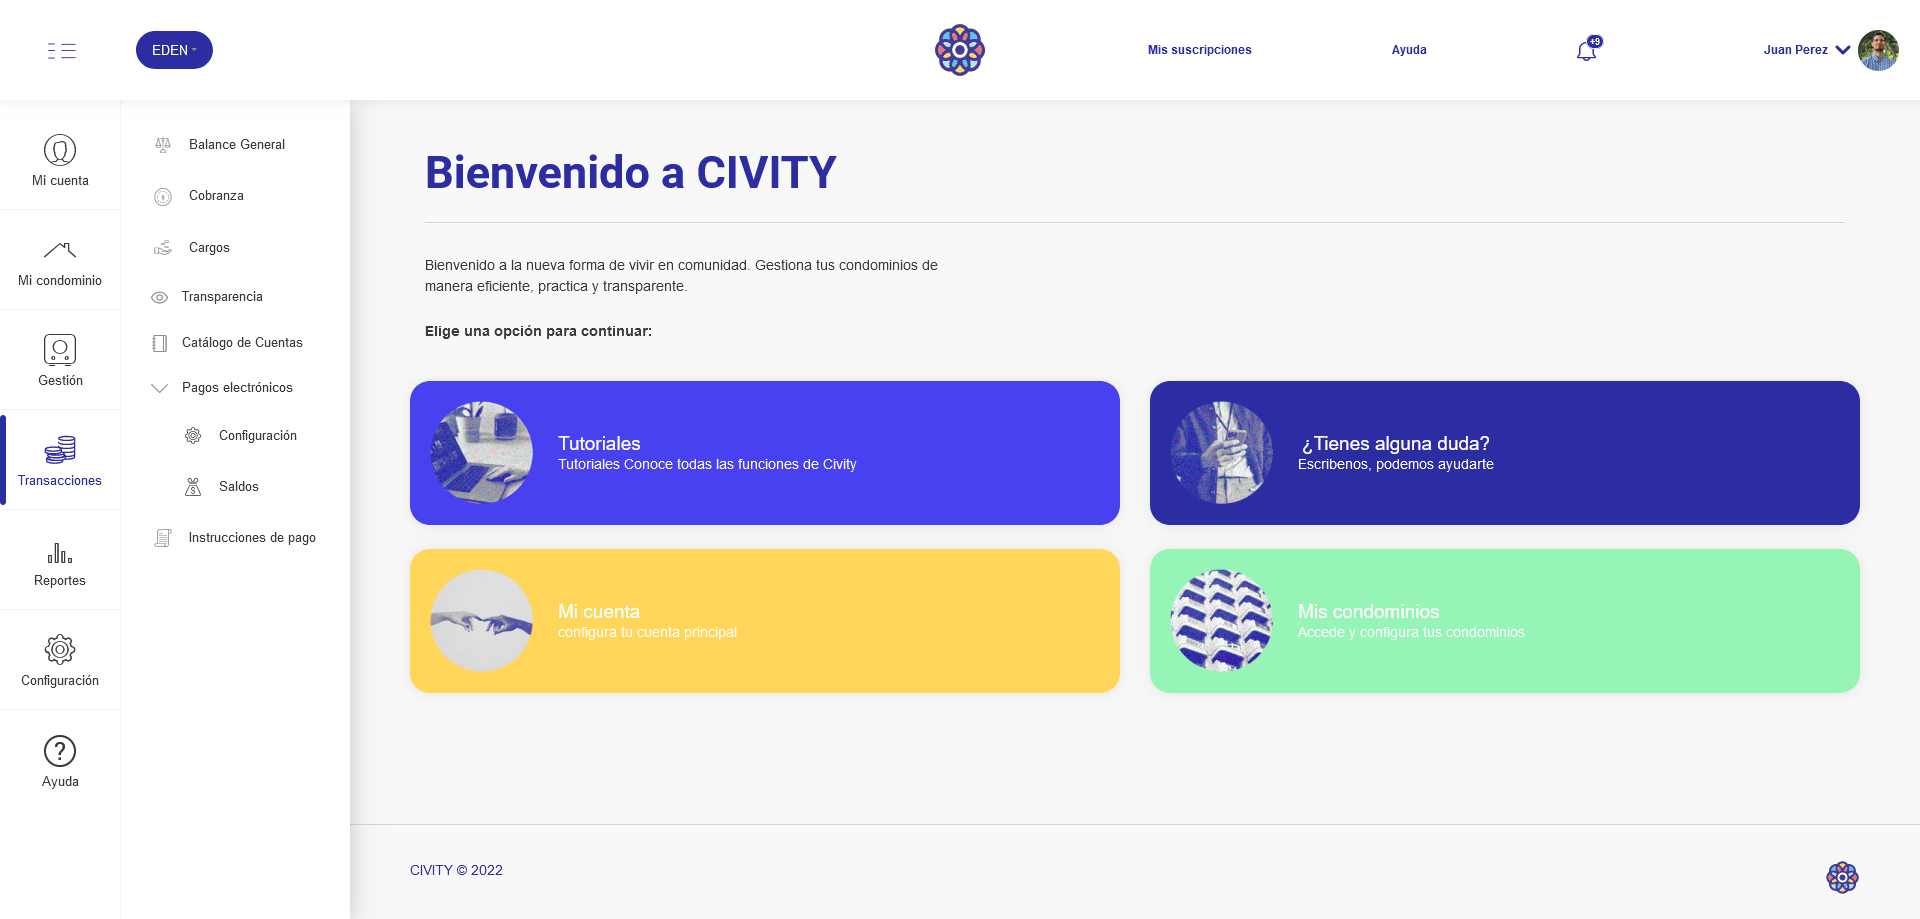 EDEN
Mis suscripciones
Ayuda
+9
Juan Perez
Mi cuenta
Mi condominio
Gestión
Transacciones
Reportes
Configuración
Ayuda
Balance General
Cobranza
Cargos
Transparencia
Catálogo de Cuentas
Pagos electrónicos
Configuración
Saldos
Instrucciones de pago
Bienvenido a CIVITY
Bienvenido a la nueva forma de vivir en comunidad. Gestiona tus condominios de
manera eficiente, practica y transparente.
Elige una opción para continuar:
Tutoriales
Tutoriales Conoce todas las funciones de Civity
¿Tienes alguna duda?
Escribenos, podemos ayudarte
Mi cuenta
configura tu cuenta principal
Mis condominios
Accede y configura tus condominios
CIVITY © 2022